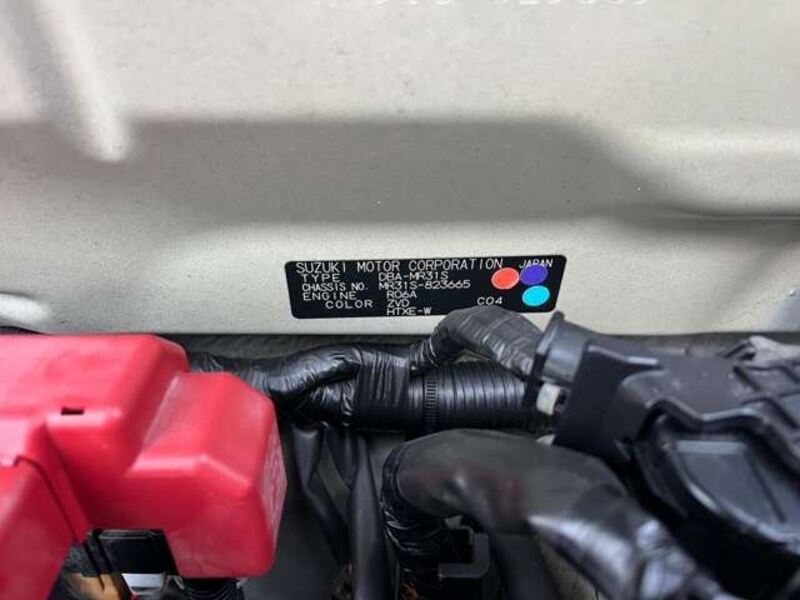 SUZUKI MOTOR CORPORATION JAPAN
TYPE DBA-MR31S
CHASSIS NO. MR31S-823665
ENGINE R06A
COLOR ZVD C04
HTXE-W